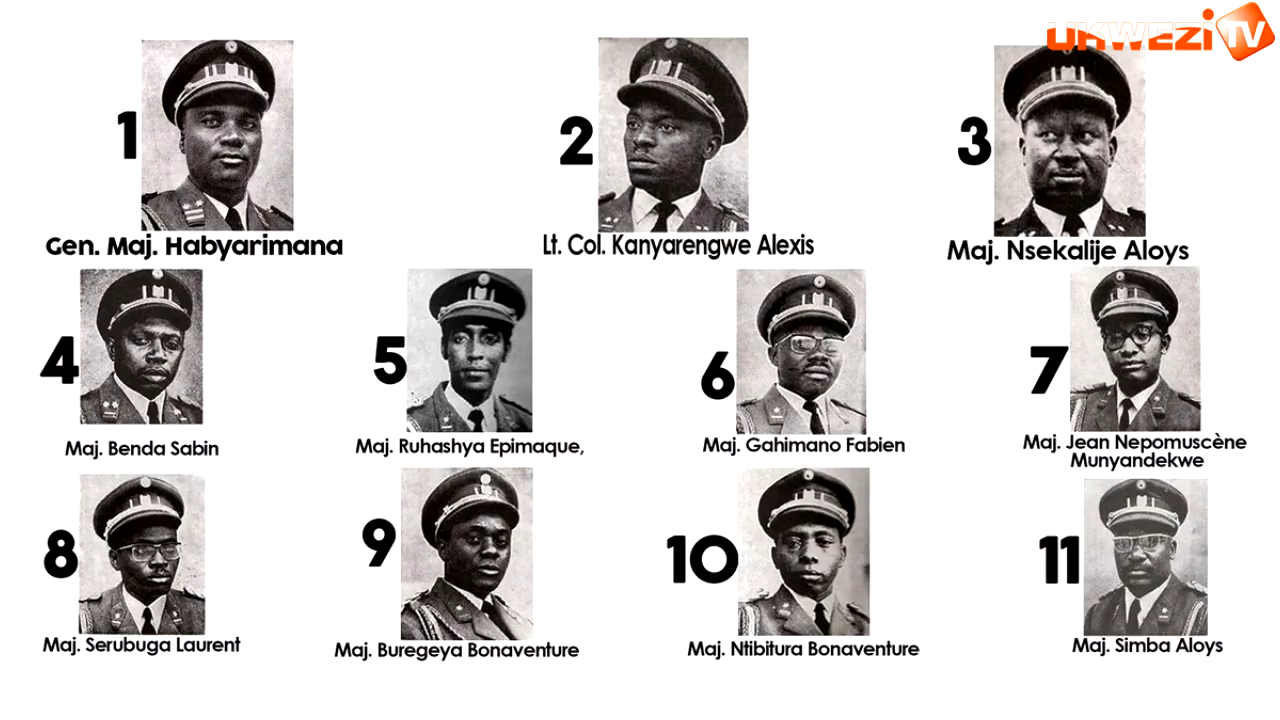 UKWEZI TV
1
2
3
Gen. Maj. Habyarimana
Lt. Col. Kanyarengwe Alexis
Maj. Nsekalije Aloys
4
5
6
7
Maj. Benda Sabin
Maj. Ruhashya Epimaque,
Maj. Gahimano Fabien
Maj. Jean Nepomuscène
Munyandekwe
8
9
10
11
Maj. Serubuga Laurent
Maj. Buregeya Bonaventure
Maj. Ntibitura Bonaventure
Maj. Simba Aloys